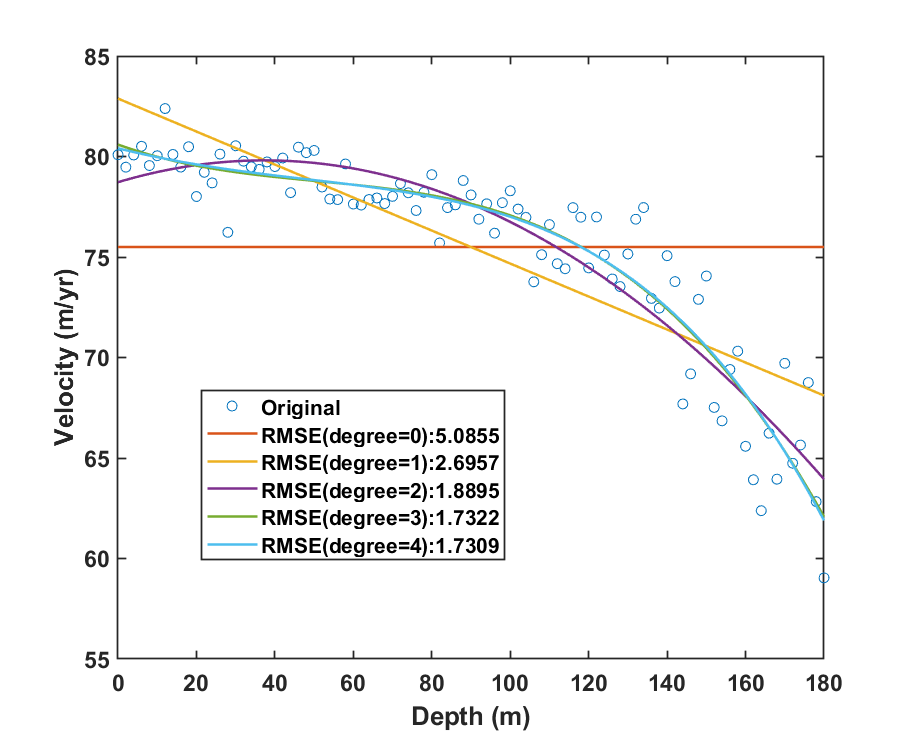 85
80
75
70
65
60
55
Velocity (m/yr)
Original
RMSE(degree=0):5.0855
RMSE(degree=1):2.6957
RMSE(degree=2):1.8895
RMSE(degree=3):1.7322
RMSE(degree=4):1.7309
0 20 40 60 80 100 120 140 160 180
Depth (m)